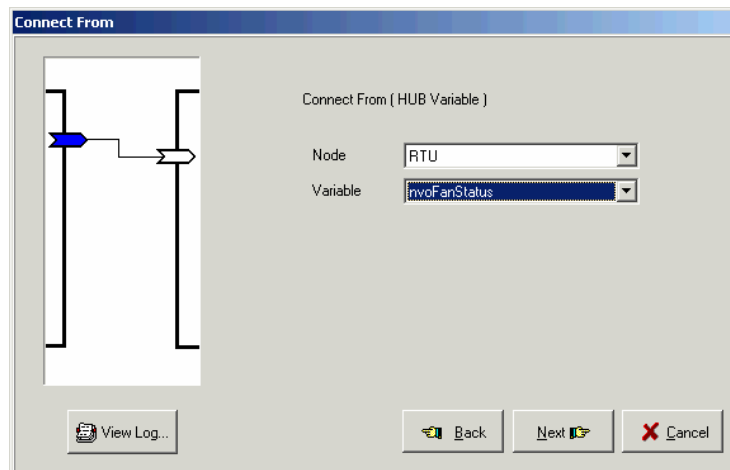 Connect From
Connect From ( HUB Variable )
Node RTU
Variable nvoFanStatus
View Log... Back Next Cancel